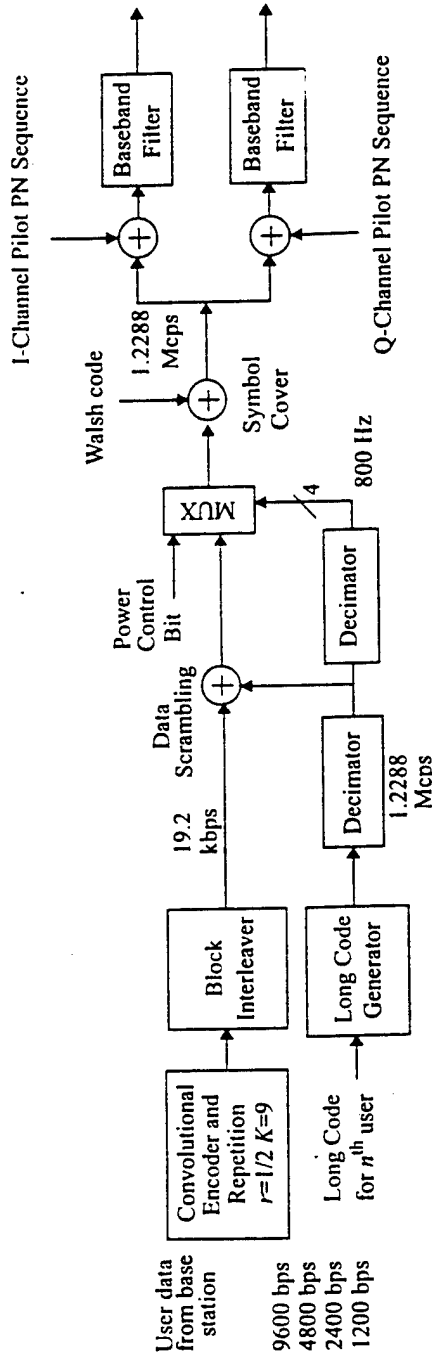 User data
from base
station
9600 bps
4800 bps
2400 bps
1200 bps
Convolutional
Encoder and
Repetition
r=1/2 K=9
Block
Interleaver
19.2
kbps
Data
Scrambling
Long Code
for nth user
Long Code
Generator
Decimator
1.2288
Mcps
Decimator
4
800 Hz
Power
Control
Bit
MUX
Walsh code
Symbol
Cover
1.2288
Mcps
I-Channel Pilot PN Sequence
Baseband
Filter
Baseband
Filter
Q-Channel Pilot PN Sequence